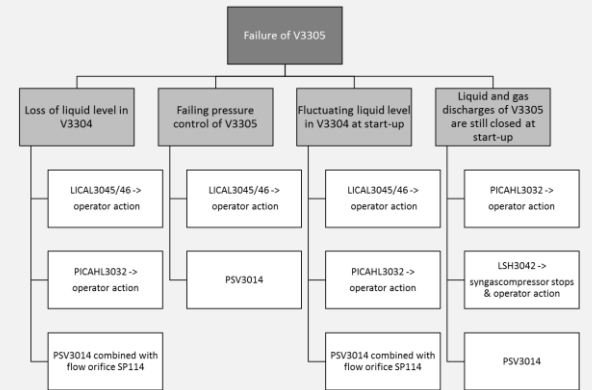 Failure of V3305
Loss of liquid level in
V3304
LICAL3045/46 ->
operator action
PICAHL3032 ->
operator action
PSV3014 combined with
flow orifice SP114
Failing pressure
control of V3305
LICAL3045/46 ->
operator action
PSV3014
Fluctuating liquid level
in V3304 at start-up
LICAL3045/46 ->
operator action
PICAHL3032 ->
operator action
PSV3014 combined with
flow orifice SP114
Liquid and gas
discharges of V3305
are still closed at
start-up
PICAHL3032 ->
operator action
LSH3042 ->
syngascompressor stops
& operator action
PSV3014